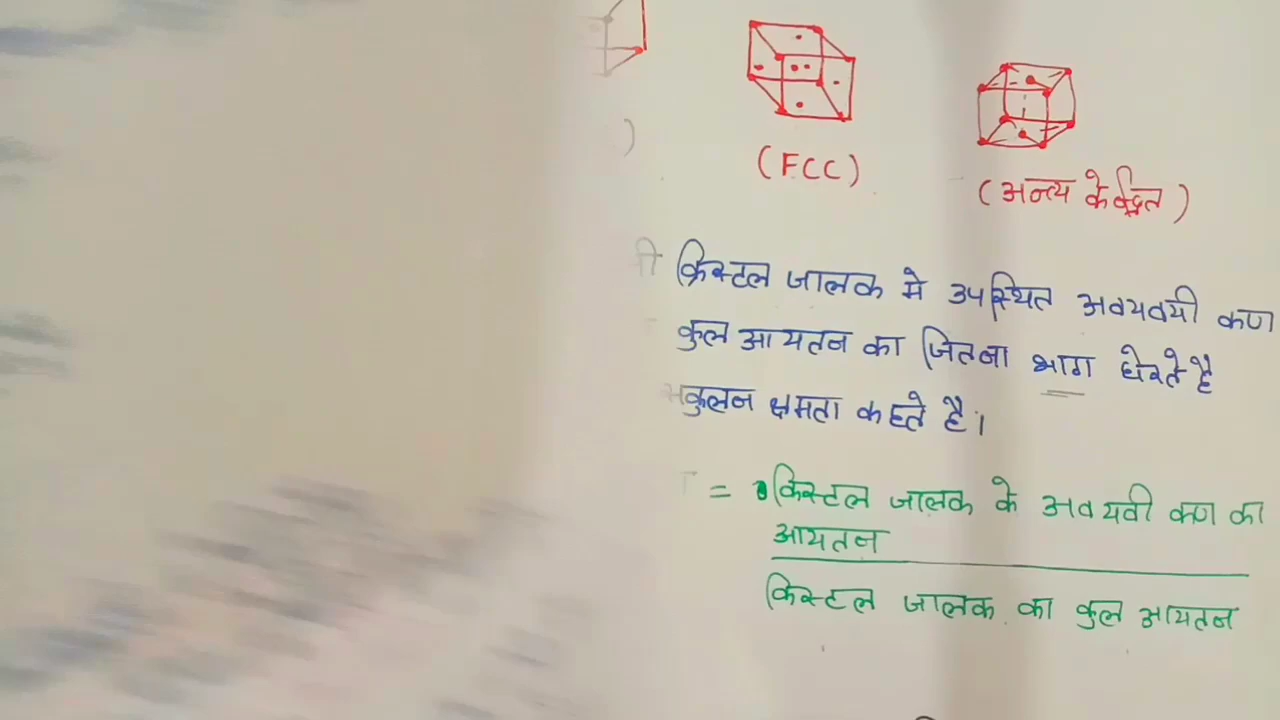 (FCC)
(अन्त्य केन्द्रित)
क्रिस्टल जालक मे उपस्थित अवयवयी कण
कुल आयतन का जितना भाग घेरते है
कुलन क्षमता कहते है।
= क्रिस्टल जालक के अवयवी कण का
आयतन
क्रिस्टल जालक का कुल आयतन